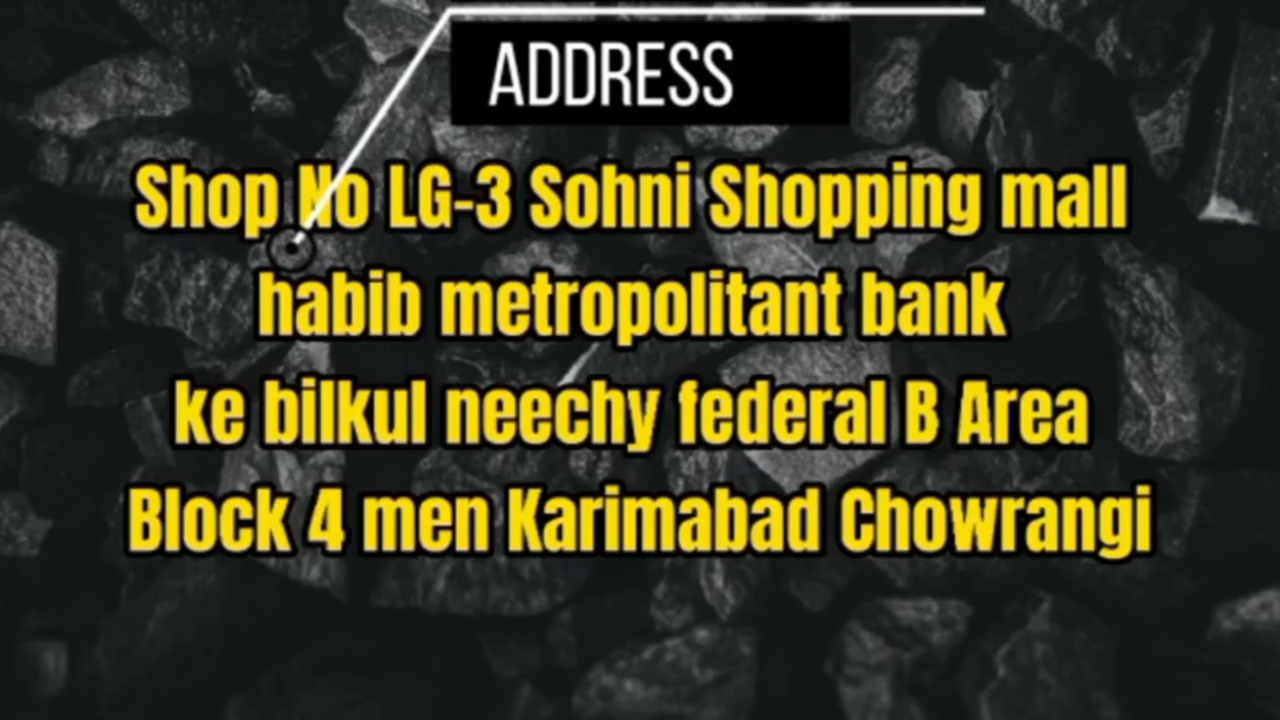 ADDRESS
Shop No LG-3 Sohni Shopping mall
habib metropolitant bank
ke bilkul neechy federal B Area
Block 4 men Karimabad Chowrangi